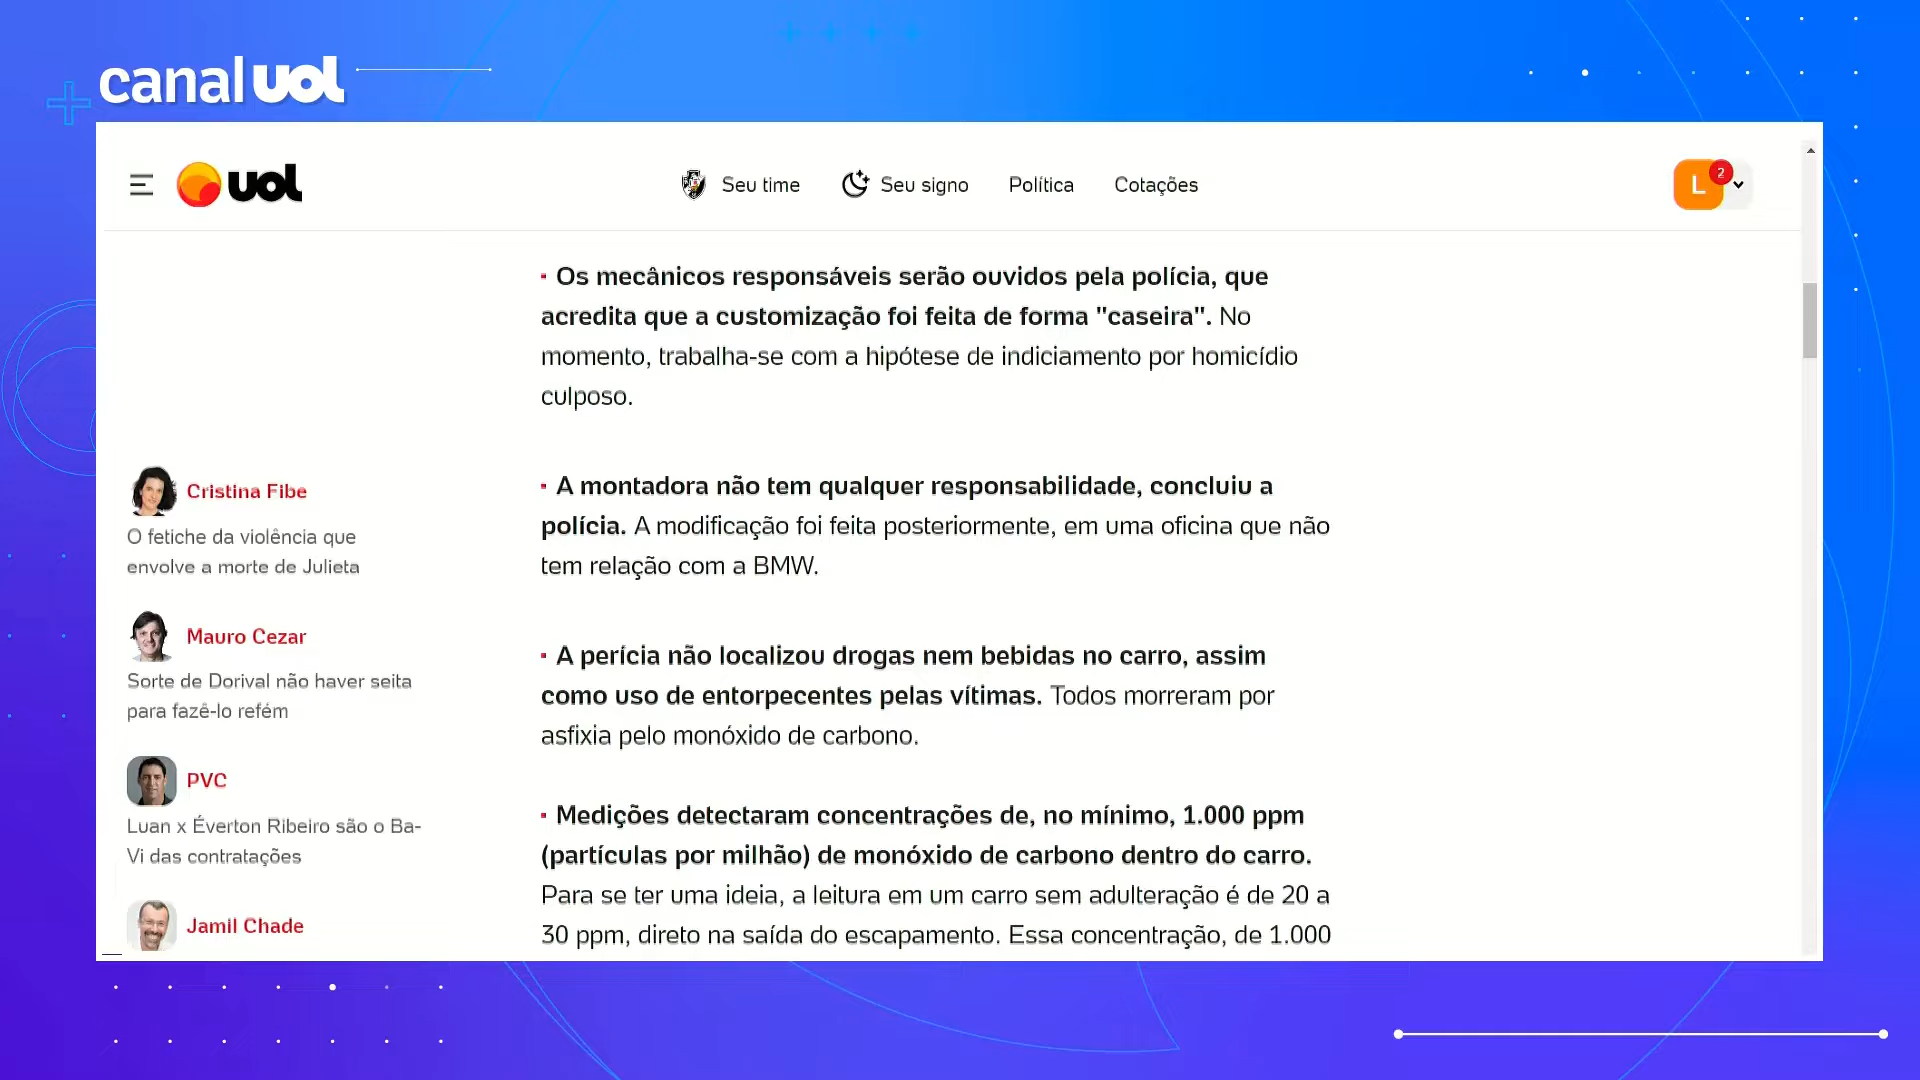 canal uol
uol
Seu time
Seu signo
Política
Cotações
L
2
· Os mecânicos responsáveis serão ouvidos pela polícia, que
acredita que a customização foi feita de forma "caseira". No
momento, trabalha-se com a hipótese de indiciamento por homicídio
culposo.
· A montadora não tem qualquer responsabilidade, concluiu a
polícia. A modificação foi feita posteriormente, em uma oficina que não
tem relação com a BMW.
· A perícia não localizou drogas nem bebidas no carro, assim
como uso de entorpecentes pelas vítimas. Todos morreram por
asfixia pelo monóxido de carbono.
· Medições detectaram concentrações de, no mínimo, 1.000 ppm
(partículas por milhão) de monóxido de carbono dentro do carro.
Para se ter uma ideia, a leitura em um carro sem adulteração é de 20 a
30 ppm, direto na saída do escapamento. Essa concentração, de 1.000
Cristina Fibe
O fetiche da violência que
envolve a morte de Julieta
Mauro Cezar
Sorte de Dorival não haver seita
para fazê-lo refém
PVC
Luan x Éverton Ribeiro são o Ba-
Vi das contratações
Jamil Chade